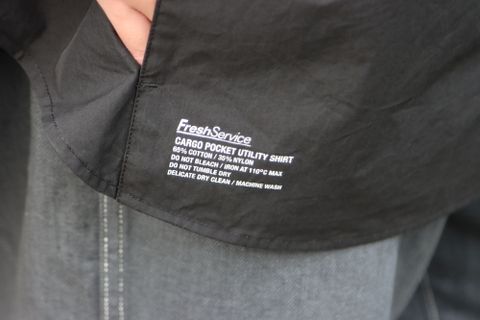 FreshService
CARGO POCKET UTILITY SHIRT
65% COTTON / 35% NYLON
DO NOT BLEACH / IRON AT 110°C MAX
DO NOT TUMBLE DRY
DELICATE DRY CLEAN / MACHINE WASH